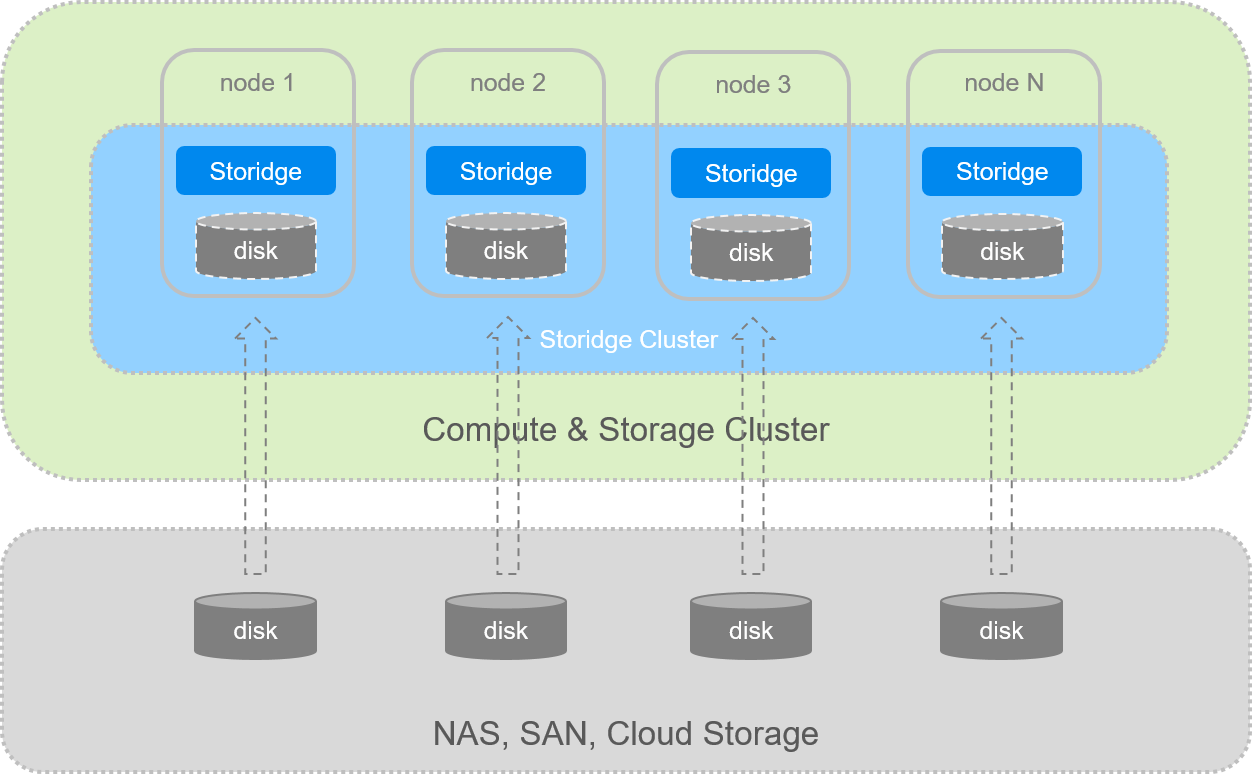 node 1
node 2
node 3
node N
Storidge
Storidge
Storidge
Storidge
disk
disk
disk
disk
Storidge Cluster
Compute & Storage Cluster
disk
disk
disk
disk
NAS, SAN, Cloud Storage